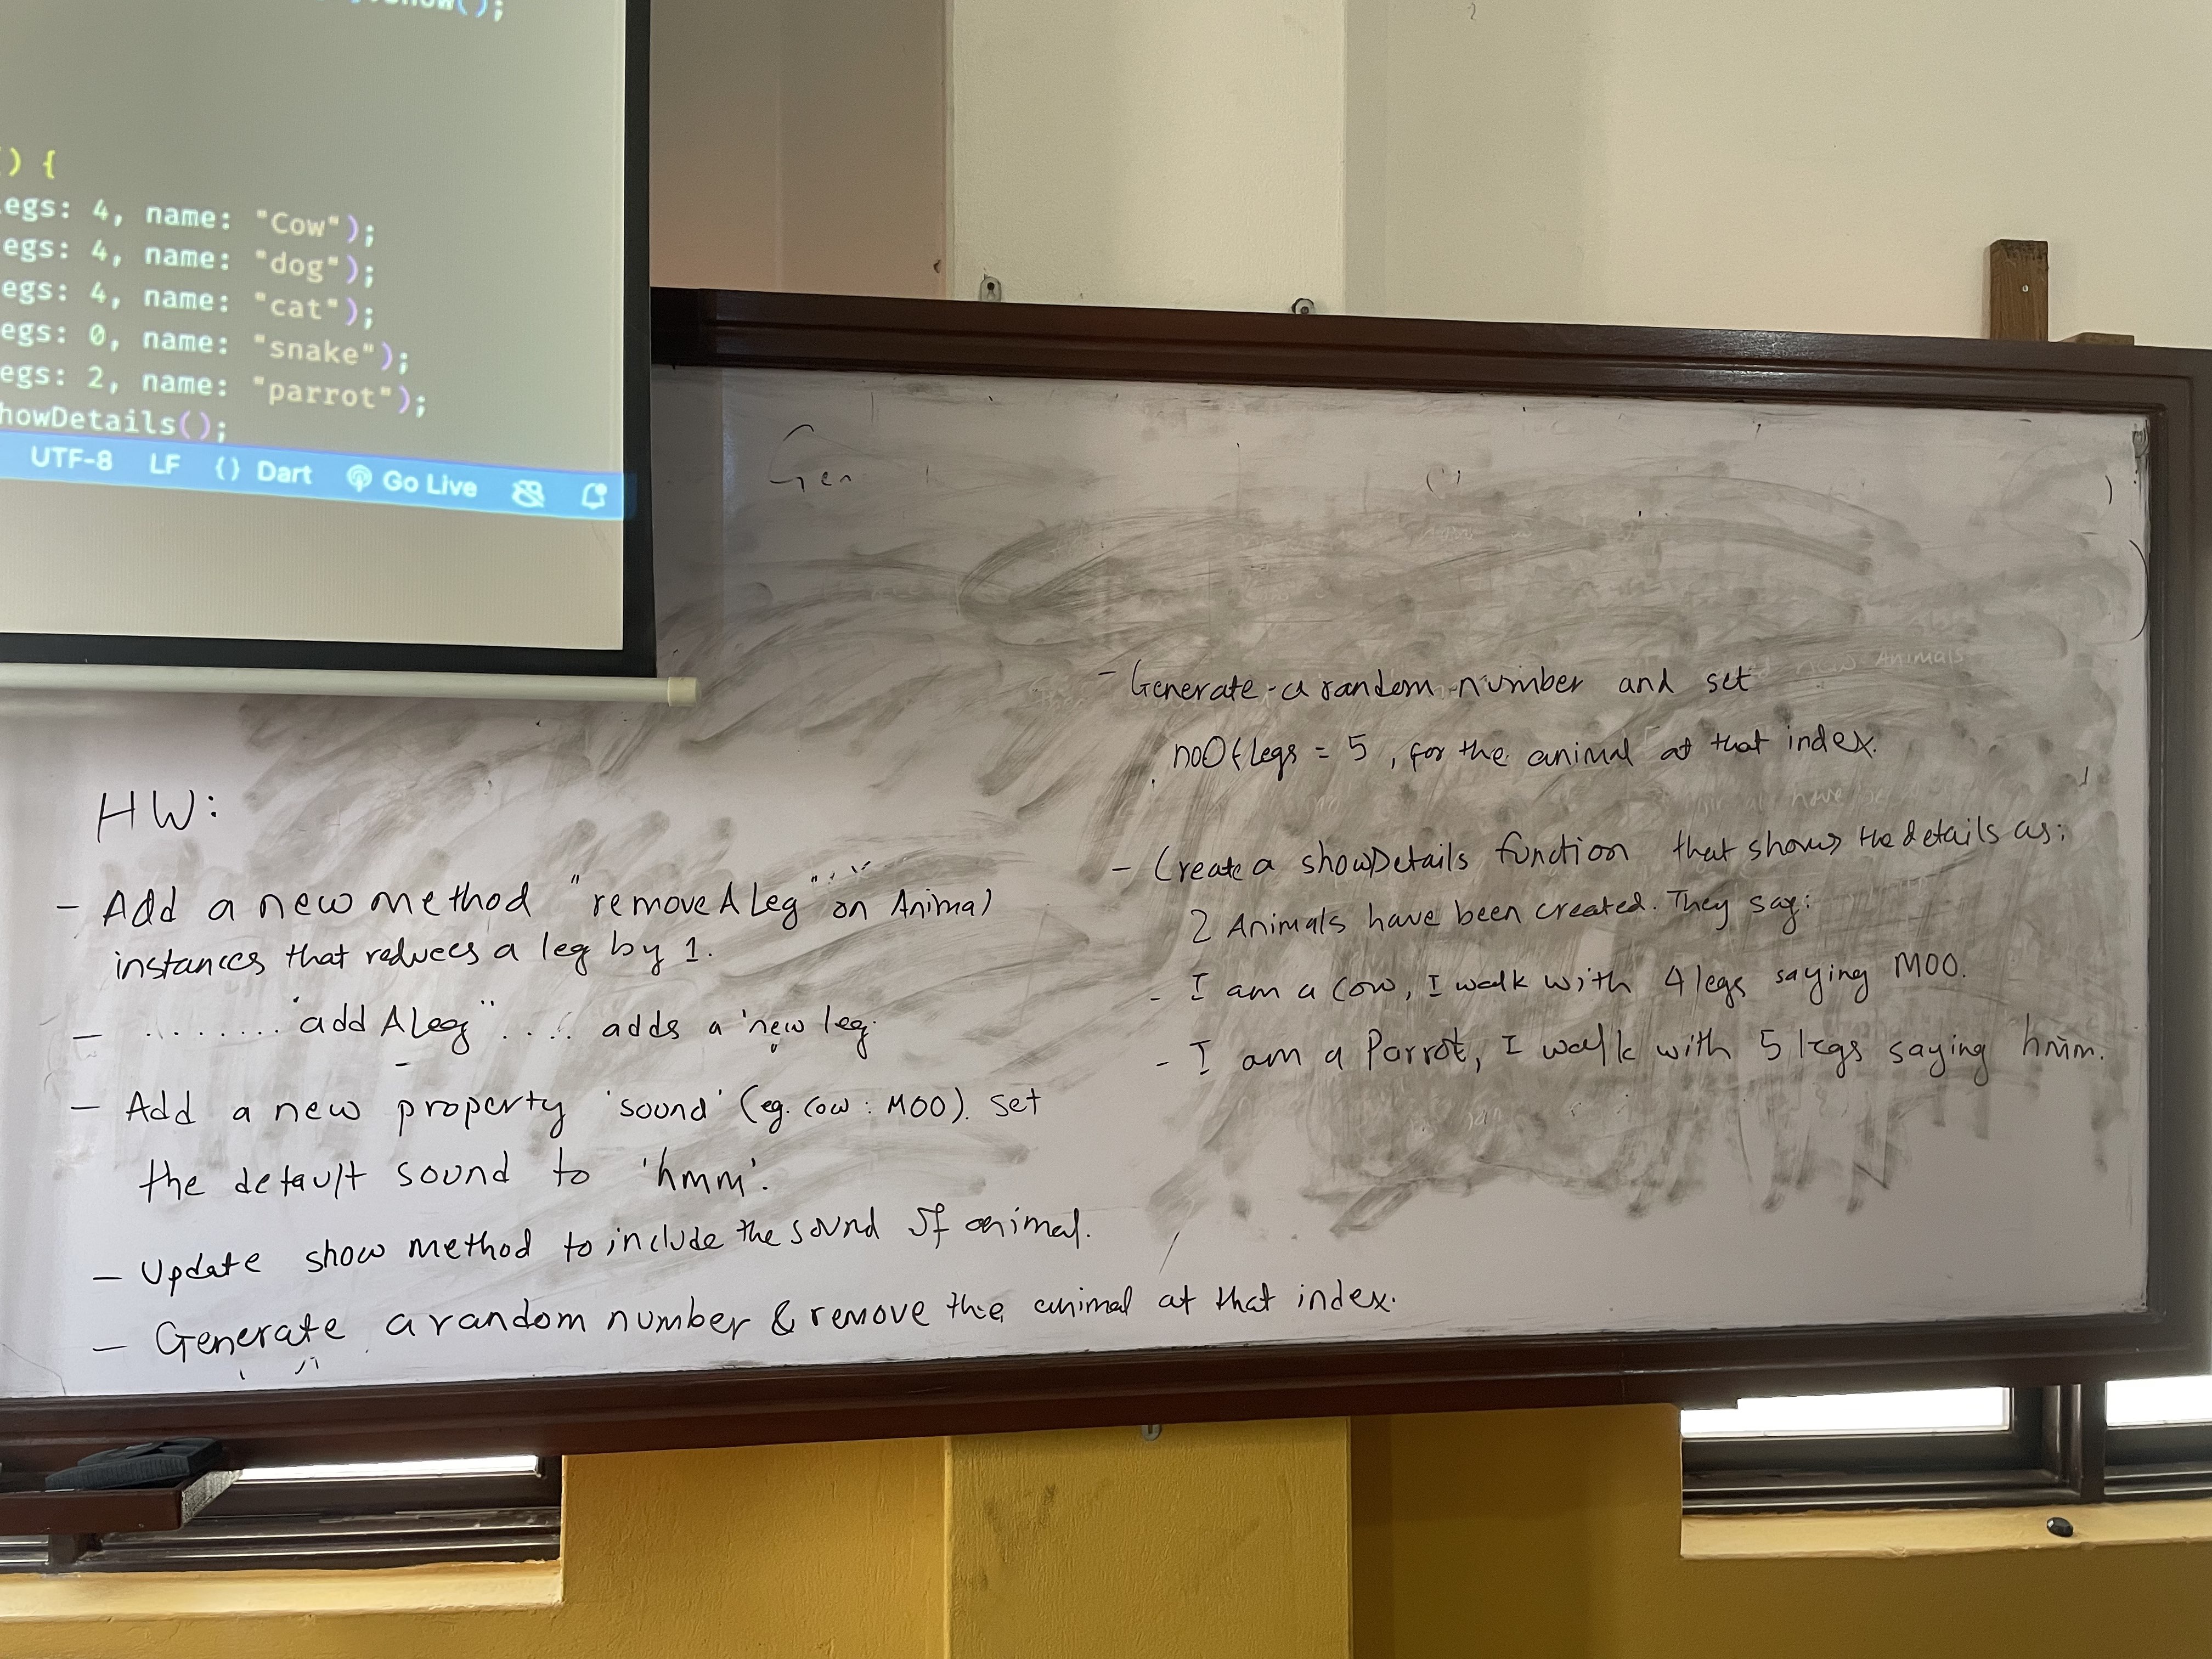 how();
() {
egs: 4, name: "Cow");
egs: 4, name: "dog");
egs: 4, name: "cat");
egs: 0, name: "snake");
egs: 2, name: "parrot");
howDetails();
UTF-8 LF {} Dart Go Live
Gen
HW:
- Add a new method "removeALeg" on Animal
instances that reduces a leg by 1.
- ........"addALeg".... adds a new leg.
- Add a new property 'sound' (eg. cow: MOO). Set
the default sound to 'hmm'.
- Update show method to include the sound of animal.
- Generate a random number & remove the animal at that index.
- Generate a random number and set
noOfLegs = 5, for the animal at that index.
- Create a showDetails function that shows the details as:
2 Animals have been created. They say:
- I am a Cow, I walk with 4 legs saying MOO.
- I am a Parrot, I walk with 5 legs saying hmm.